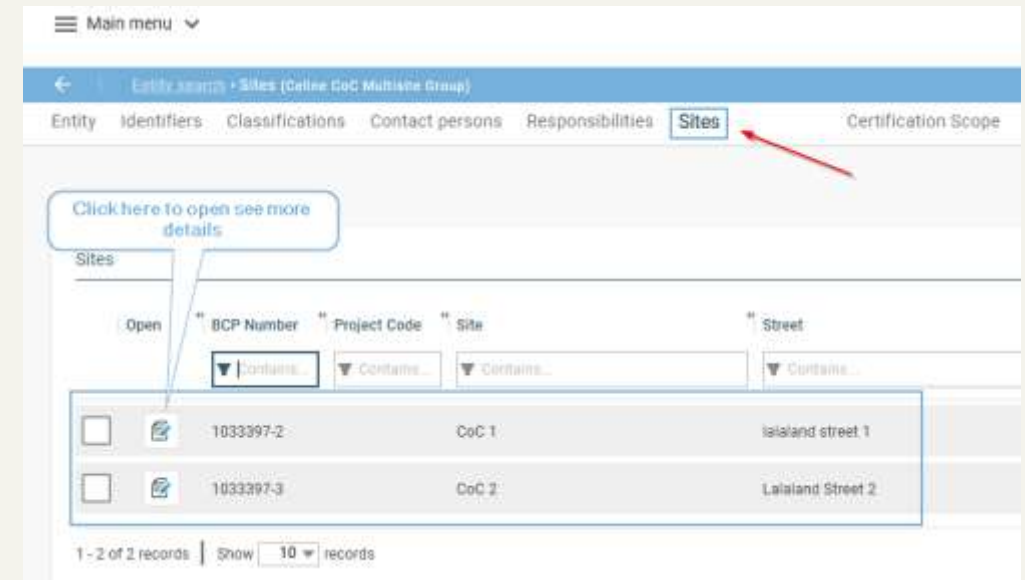 Main menu
Entity search › Sites (Celine CoC Multisite Group)
Entity Identifiers Classifications Contact persons Responsibilities Sites Certification Scope
Click here to open see more
details
Sites
Open BCP Number Project Code Site Street
Contains... Contains... Contains... Contains...
1033397-2 CoC 1 lalaland street 1
1033397-3 CoC 2 Lalaland Street 2
1 - 2 of 2 records Show 10 records